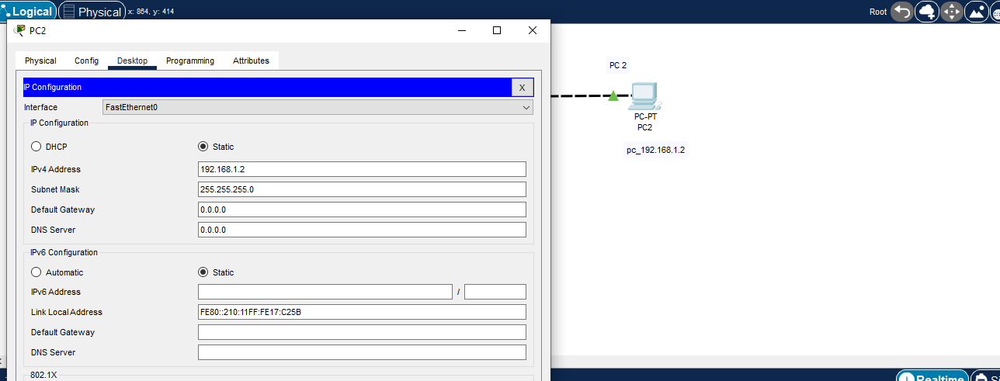 Logical Physical x: 864, y: 414 Root
PC2
Physical Config Desktop Programming Attributes
IP Configuration X
Interface FastEthernet0
IP Configuration
DHCP Static
IPv4 Address 192.168.1.2
Subnet Mask 255.255.255.0
Default Gateway 0.0.0.0
DNS Server 0.0.0.0
IPv6 Configuration
Automatic Static
IPv6 Address /
Link Local Address FE80::210:11FF:FE17:C25B
Default Gateway
DNS Server
802.1X
PC 2
PC-PT
PC2
pc_192.168.1.2
Realtime